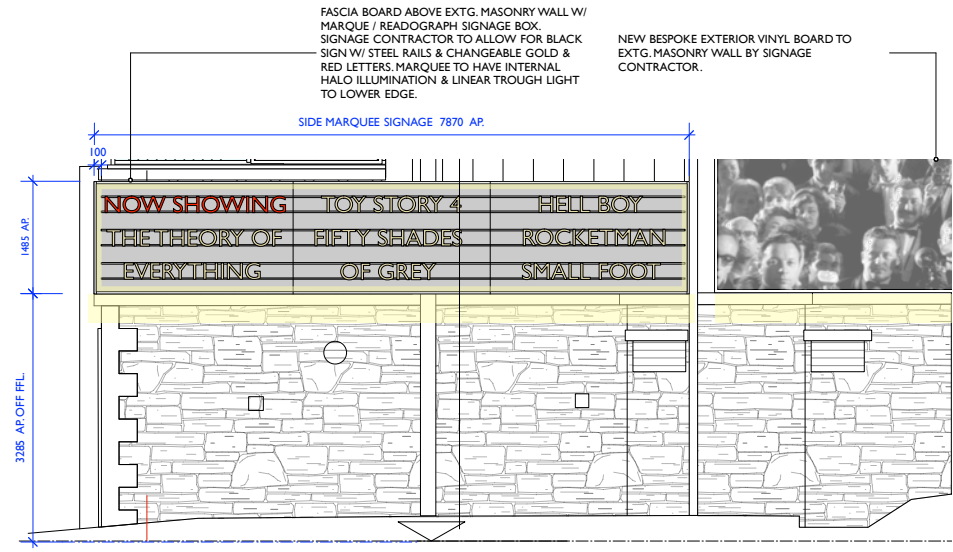 FASCIA BOARD ABOVE EXTG. MASONRY WALL W/
MARQUE / READOGRAPH SIGNAGE BOX.
SIGNAGE CONTRACTOR TO ALLOW FOR BLACK
SIGN W/ STEEL RAILS & CHANGEABLE GOLD &
RED LETTERS. MARQUEE TO HAVE INTERNAL
HALO ILLUMINATION & LINEAR TROUGH LIGHT
TO LOWER EDGE.
NEW BESPOKE EXTERIOR VINYL BOARD TO
EXTG. MASONRY WALL BY SIGNAGE
CONTRACTOR.
SIDE MARQUEE SIGNAGE 7870 AP.
100
1485 AP.
3285 AP. OFF FFL.
NOW SHOWING
THE THEORY OF
EVERYTHING
TOY STORY 4
FIFTY SHADES
OF GREY
HELL BOY
ROCKETMAN
SMALL FOOT